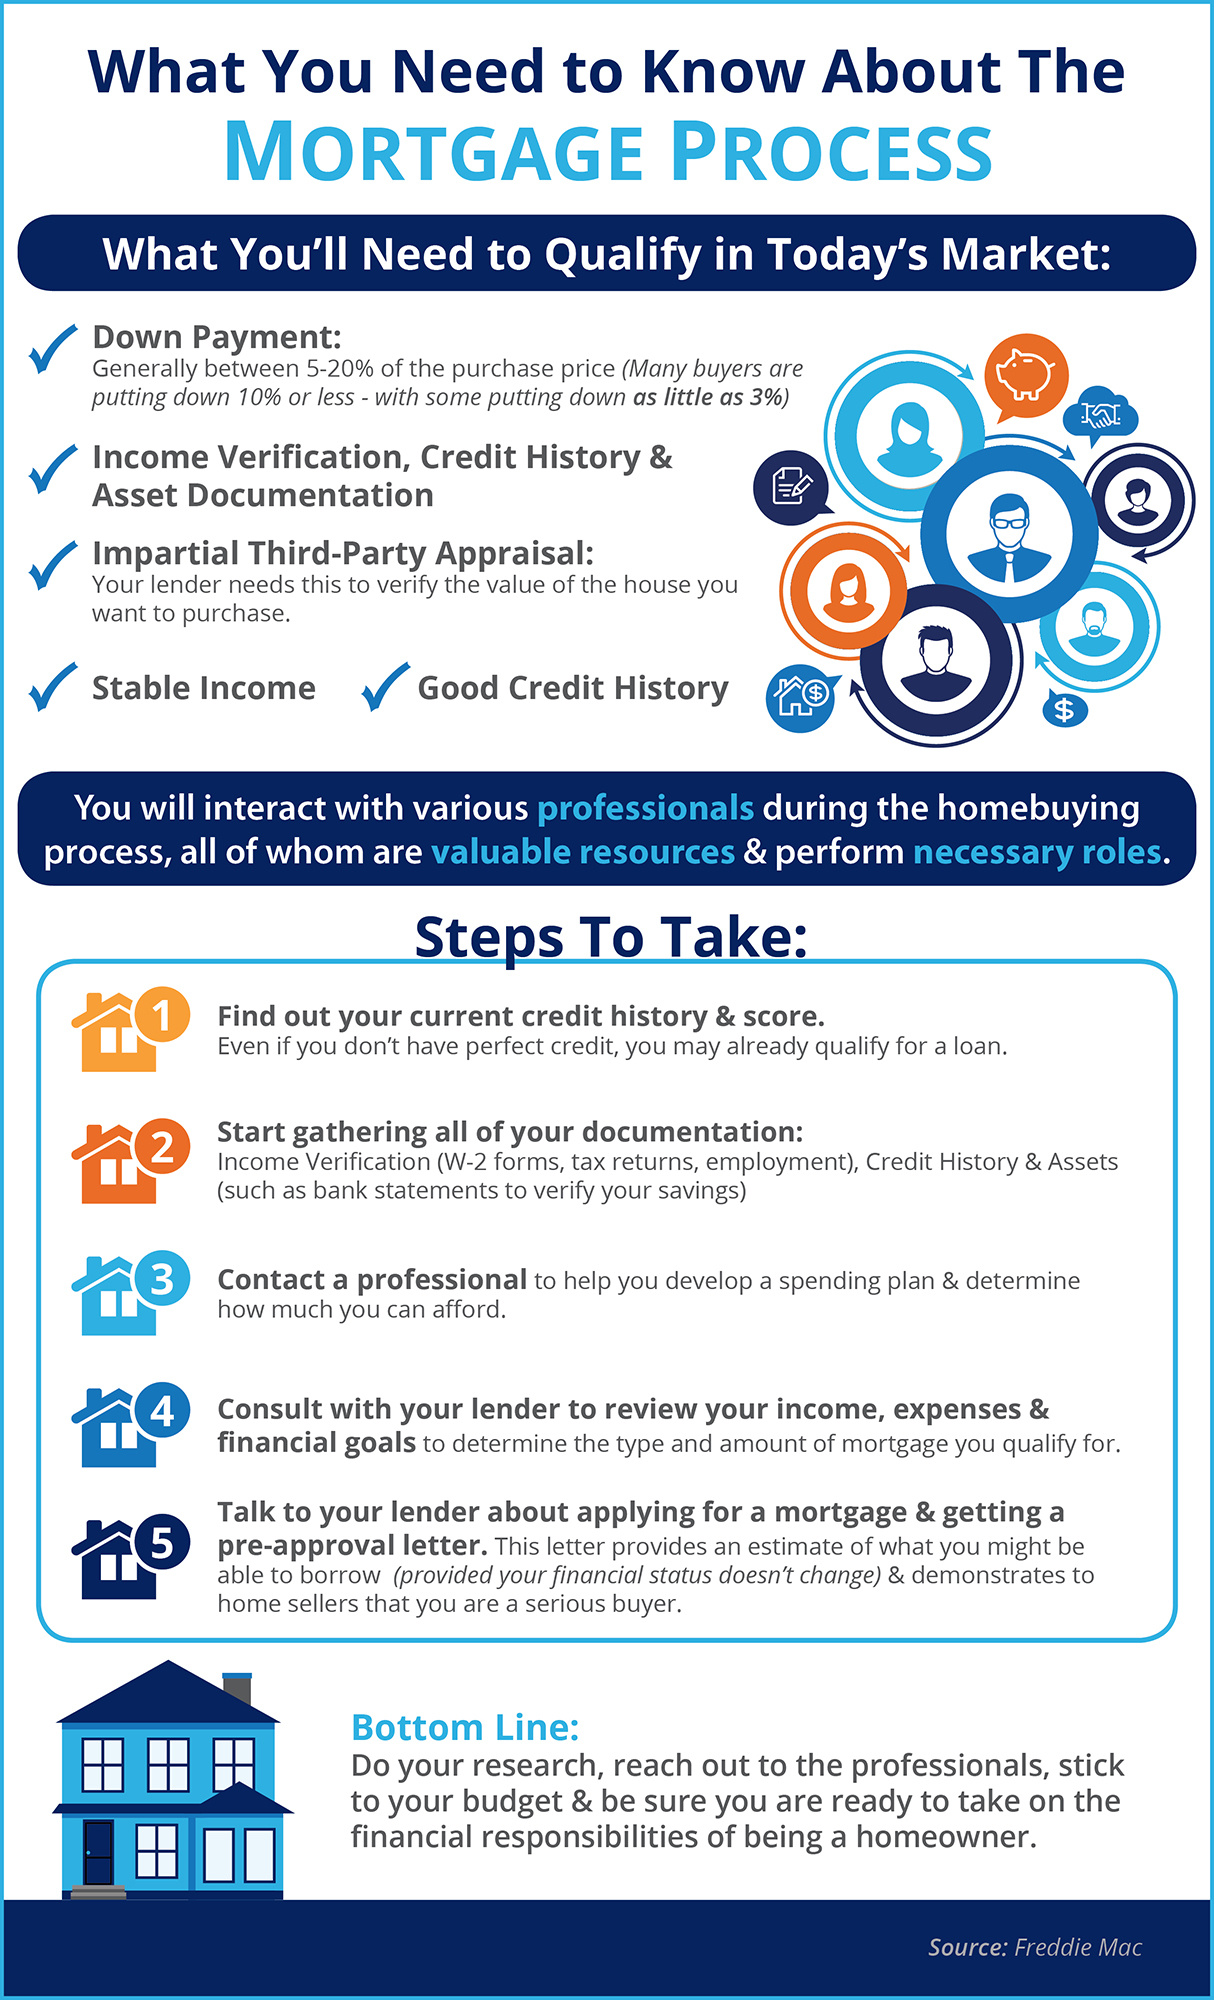 What You Need to Know About The
MORTGAGE PROCESS
What You'll Need to Qualify in Today's Market:
Down Payment:
Generally between 5-20% of the purchase price (Many buyers are
putting down 10% or less - with some putting down as little as 3%)
Income Verification, Credit History &
Asset Documentation
Impartial Third-Party Appraisal:
Your lender needs this to verify the value of the house you
want to purchase.
Stable Income
Good Credit History
$
$
You will interact with various professionals during the homebuying
process, all of whom are valuable resources & perform necessary roles.
Steps To Take:
1
Find out your current credit history & score.
Even if you don't have perfect credit, you may already qualify for a loan.
2
Start gathering all of your documentation:
Income Verification (W-2 forms, tax returns, employment), Credit History & Assets
(such as bank statements to verify your savings)
3
Contact a professional to help you develop a spending plan & determine
how much you can afford.
4
Consult with your lender to review your income, expenses &
financial goals to determine the type and amount of mortgage you qualify for.
5
Talk to your lender about applying for a mortgage & getting a
pre-approval letter. This letter provides an estimate of what you might be
able to borrow (provided your financial status doesn't change) & demonstrates to
home sellers that you are a serious buyer.
Bottom Line:
Do your research, reach out to the professionals, stick
to your budget & be sure you are ready to take on the
financial responsibilities of being a homeowner.
Source: Freddie Mac